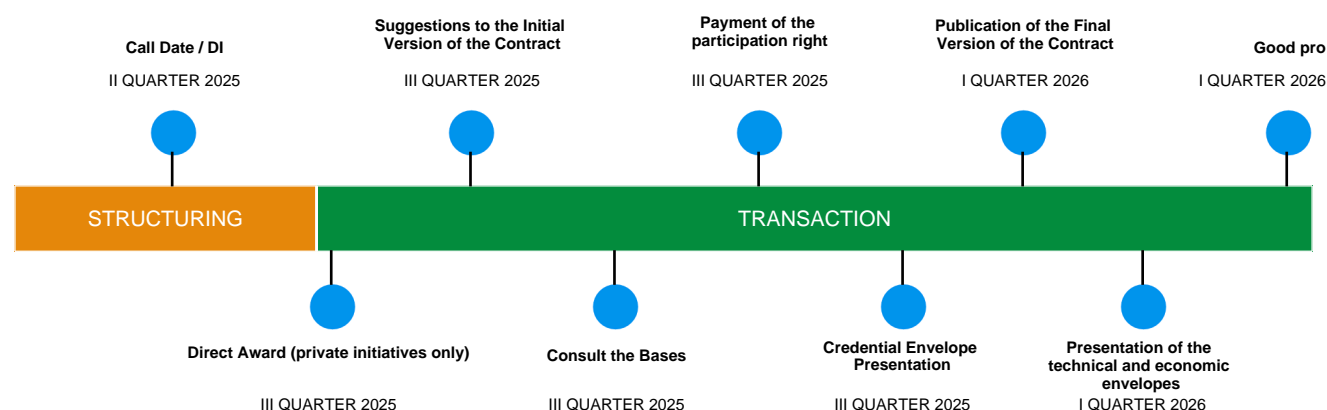 Call Date / DI
II QUARTER 2025
Suggestions to the Initial
Version of the Contract
III QUARTER 2025
Payment of the
participation right
III QUARTER 2025
Publication of the Final
Version of the Contract
I QUARTER 2026
Good pro
I QUARTER 2026
STRUCTURING
TRANSACTION
Direct Award (private initiatives only)
III QUARTER 2025
Consult the Bases
III QUARTER 2025
Credential Envelope
Presentation
III QUARTER 2025
Presentation of the
technical and economic
envelopes
I QUARTER 2026